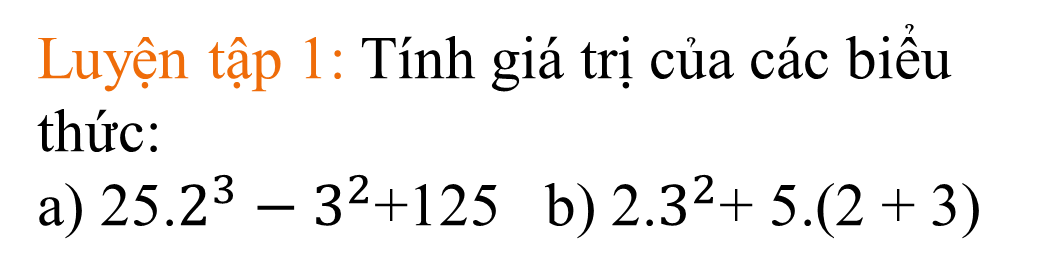 Luyện tập 1: Tính giá trị của các biểu
thức:
a) 25.2³ − 3²+125 b) 2.3²+ 5.(2 + 3)